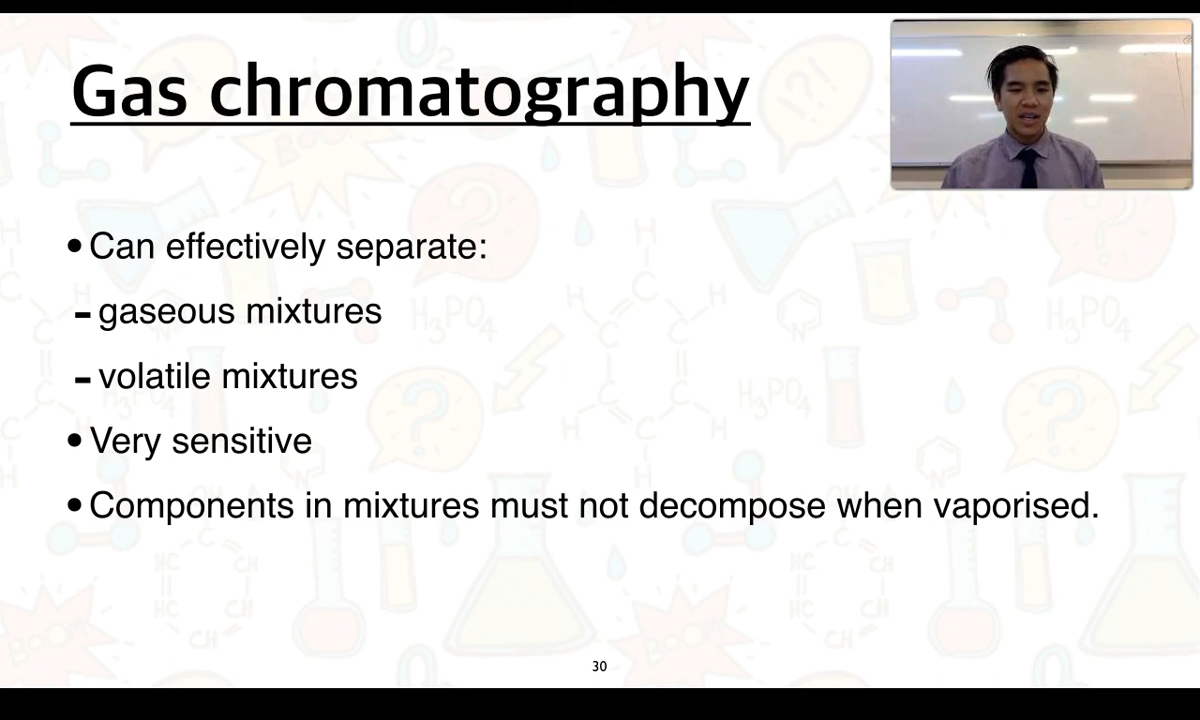 Gas chromatography
• Can effectively separate:
- gaseous mixtures
- volatile mixtures
• Very sensitive
• Components in mixtures must not decompose when vaporised.
30